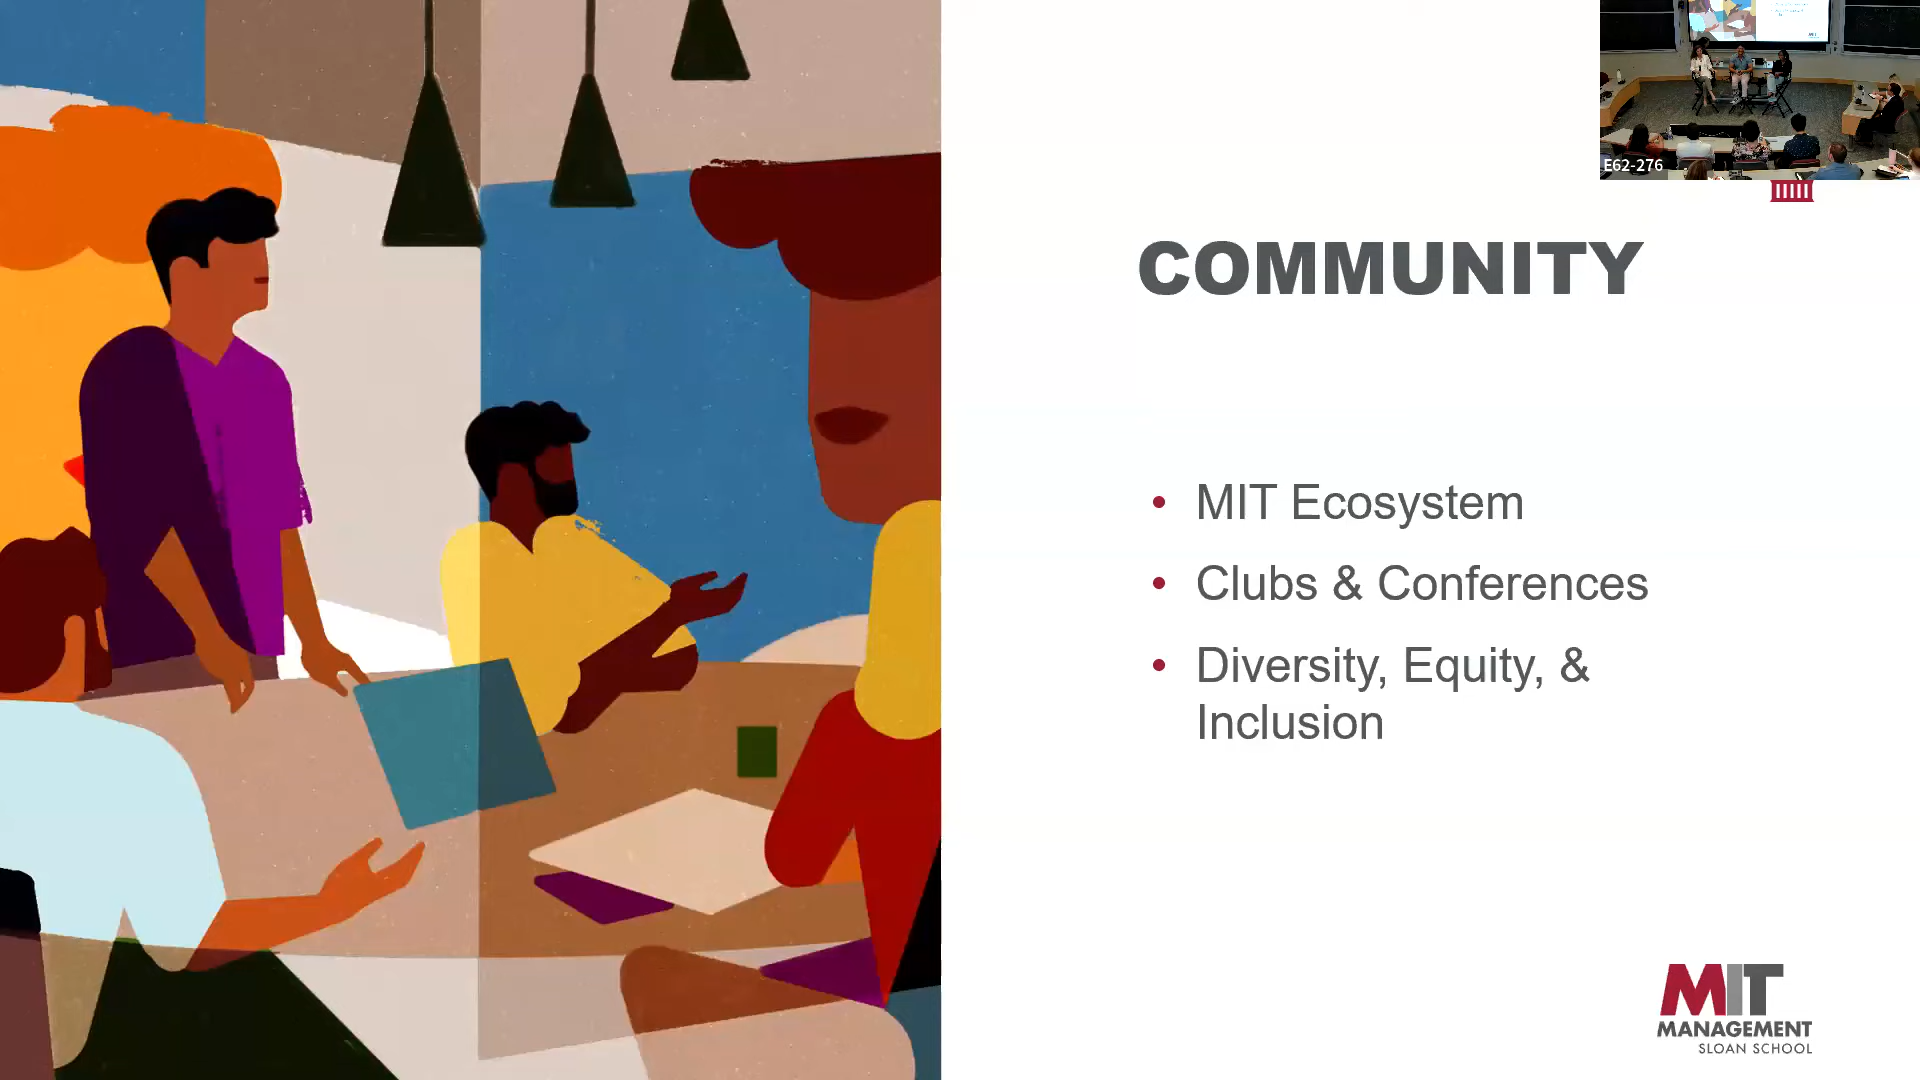 E62-276
COMMUNITY
• MIT Ecosystem
• Clubs & Conferences
• Diversity, Equity, &
Inclusion
MIT
MANAGEMENT
SLOAN SCHOOL